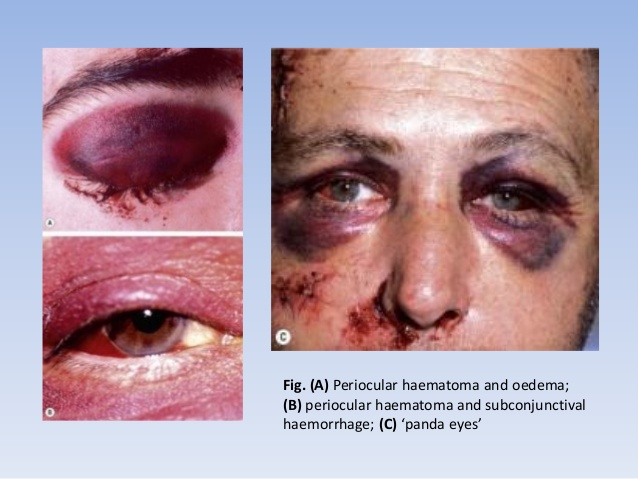 A
B
C
Fig. (A) Periocular haematoma and oedema;
(B) periocular haematoma and subconjunctival
haemorrhage; (C) ‘panda eyes’